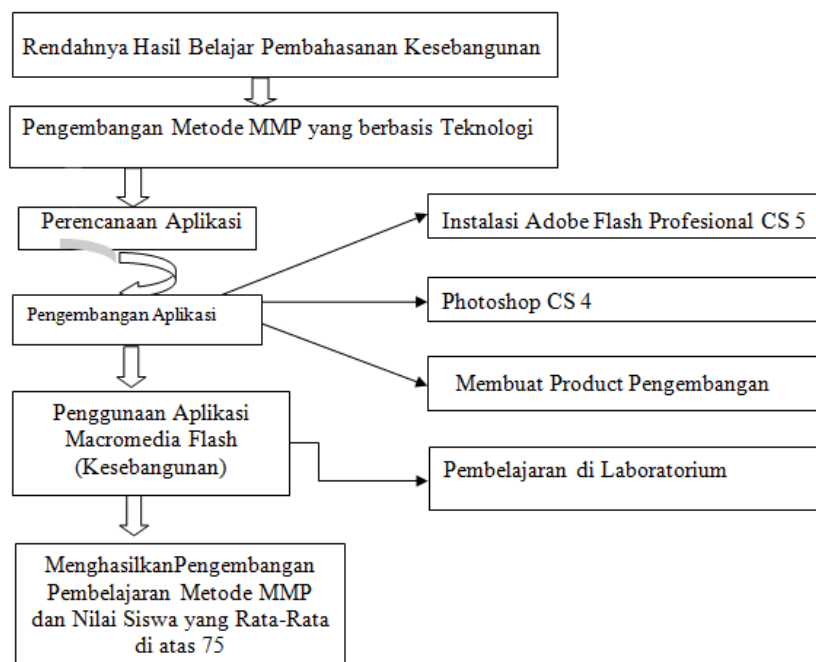 Rendahnya Hasil Belajar Pembahasanan Kesebangunan
Pengembangan Metode MMP yang berbasis Teknologi
Perencanaan Aplikasi
Instalasi Adobe Flash Profesional CS 5
Photoshop CS 4
Pengembangan Aplikasi
Membuat Product Pengembangan
Penggunaan Aplikasi
Macromedia Flash
(Kesebangunan)
Pembelajaran di Laboratorium
MenghasilkanPengembangan
Pembelajaran Metode MMP
dan Nilai Siswa yang Rata-Rata
di atas 75